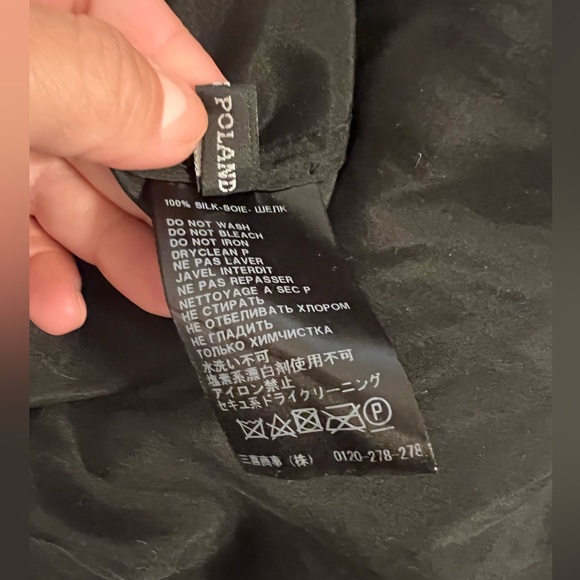 POLAND
100% SILK-SOIE- ШЕЛК
DO NOT WASH
DO NOT BLEACH
DO NOT IRON
DRYCLEAN P
NE PAS LAVER
JAVEL INTERDIT
NE PAS REPASSER
NETTOYAGE A SEC P
НЕ СТИРАТЬ
НЕ ОТБЕЛИВАТЬ ХЛОРОМ
НЕ ГЛАДИТЬ
ТОЛЬКО ХИМЧИСТКА
水洗い不可
塩素系漂白剤使用不可
アイロン禁止
セキユ系ドライクリーニング
P
三喜商事 (株) 0120-278-278